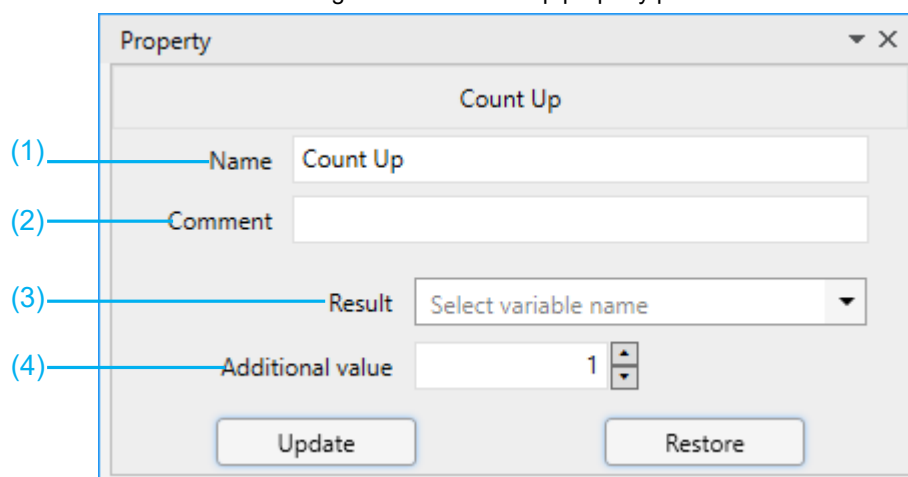 Property
Count Up
(1) Name Count Up
(2) Comment
(3) Result Select variable name
(4) Additional value 1
Update Restore